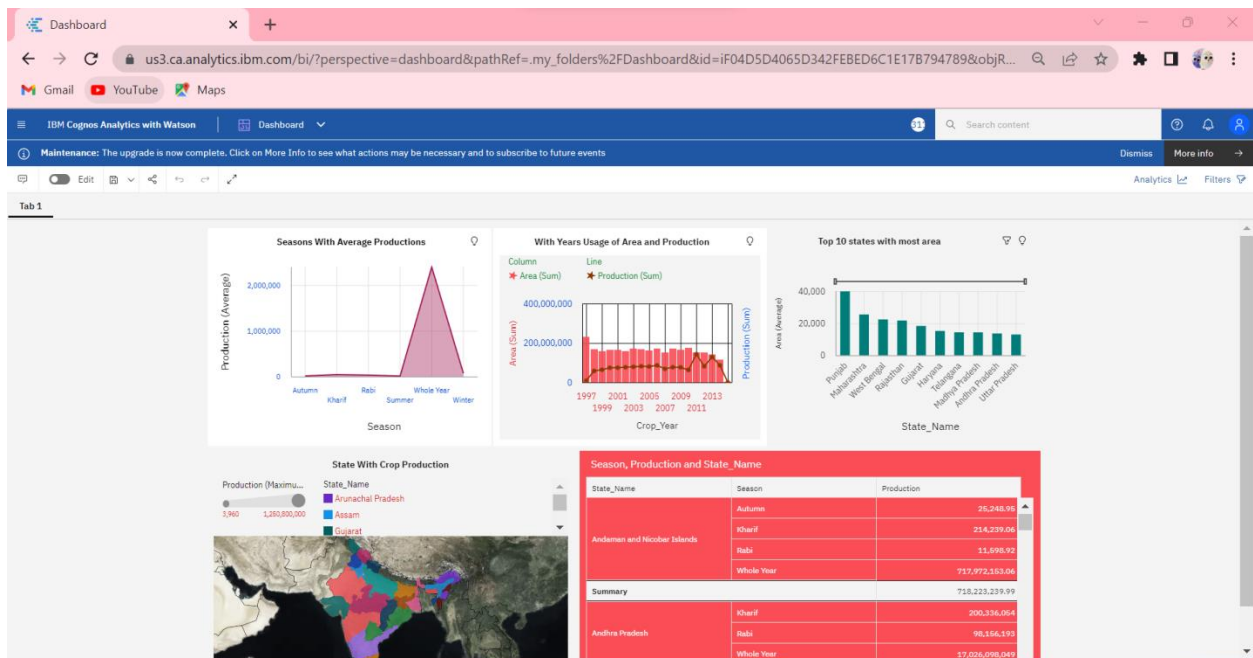 Dashboard
us3.ca.analytics.ibm.com/bi/?perspective=dashboard&pathRef=.my_folders%2FDashboard&id=iF04D5D4065D342FEBED6C1E17B794789&objR...
Gmail YouTube Maps
IBM Cognos Analytics with Watson Dashboard Search content
Maintenance: The upgrade is now complete. Click on More Info to see what actions may be necessary and to subscribe to future events Dismiss More info
Edit Analytics Filters
Tab 1
Seasons With Average Productions
Production (Average)
2,000,000
1,000,000
0
Autumn Rabi Whole Year
Kharif Summer Winter
Season
With Years Usage of Area and Production
Column Line
Area (Sum) Production (Sum)
Area (Sum)
400,000,000
200,000,000
0
Production (Sum)
1997 2001 2005 2009 2013
1999 2003 2007 2011
Crop_Year
Top 10 states with most area
Area (Average)
40,000
20,000
0
Punjab
Maharashtra
West Bengal
Rajasthan
Gujarat
Haryana
Telangana
Madhya Pradesh
Andhra Pradesh
Uttar Pradesh
State_Name
State With Crop Production
Production (Maximu... State_Name
3,960 1,250,800,000
Arunachal Pradesh
Assam
Gujarat
Season, Production and State_Name
State_Name Season Production
Autumn 25,248.95
Kharif 214,239.06
Andaman and Nicobar Islands
Rabi 11,598.92
Whole Year 717,972,153.06
Summary 718,223,239.99
Kharif 200,336,054
Andhra Pradesh Rabi 98,156,193
Whole Year 17,026,098,049